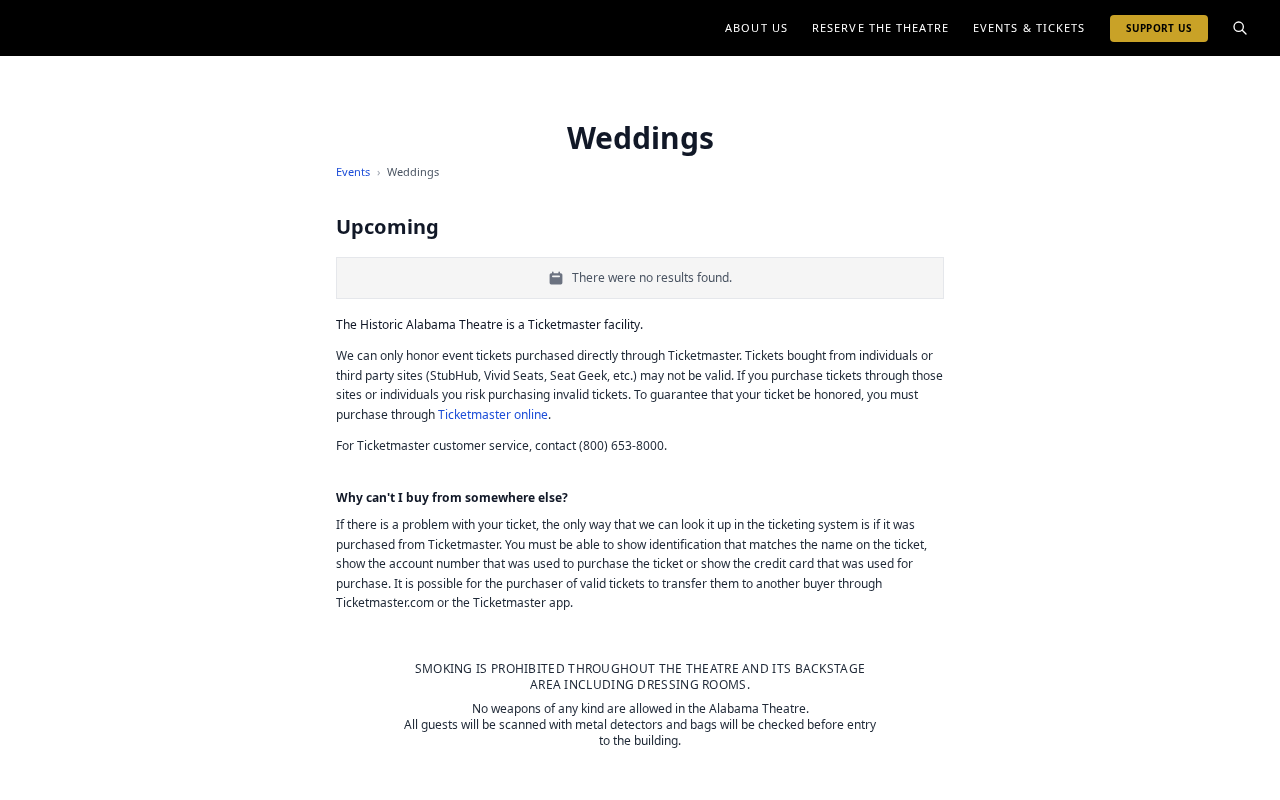 ABOUT US RESERVE THE THEATRE EVENTS & TICKETS SUPPORT US
Weddings
Events › Weddings
Upcoming
There were no results found.
The Historic Alabama Theatre is a Ticketmaster facility.
We can only honor event tickets purchased directly through Ticketmaster. Tickets bought from individuals or
third party sites (StubHub, Vivid Seats, Seat Geek, etc.) may not be valid. If you purchase tickets through those
sites or individuals you risk purchasing invalid tickets. To guarantee that your ticket be honored, you must
purchase through Ticketmaster online.
For Ticketmaster customer service, contact (800) 653-8000.
Why can't I buy from somewhere else?
If there is a problem with your ticket, the only way that we can look it up in the ticketing system is if it was
purchased from Ticketmaster. You must be able to show identification that matches the name on the ticket,
show the account number that was used to purchase the ticket or show the credit card that was used for
purchase. It is possible for the purchaser of valid tickets to transfer them to another buyer through
Ticketmaster.com or the Ticketmaster app.
SMOKING IS PROHIBITED THROUGHOUT THE THEATRE AND ITS BACKSTAGE
AREA INCLUDING DRESSING ROOMS.
No weapons of any kind are allowed in the Alabama Theatre.
All guests will be scanned with metal detectors and bags will be checked before entry
to the building.